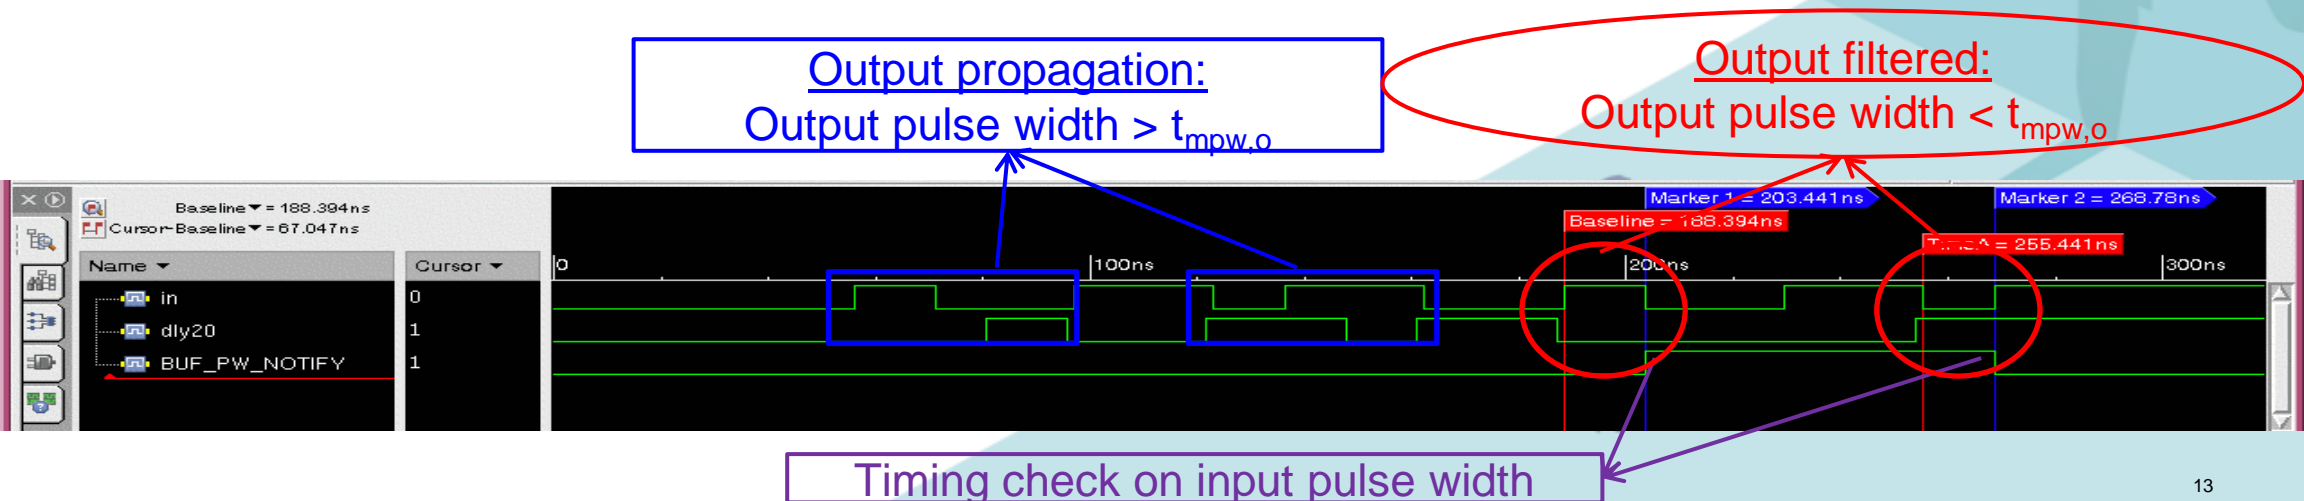 Output propagation:
Output pulse width > tmpw,o
Output filtered:
Output pulse width < tmpw,o
Baseline▼ = 188.394ns
Cursor-Baseline▼ = 67.047ns
Marker 1 = 203.441ns
Marker 2 = 268.78ns
Baseline = 188.394ns
TimeA = 255.441ns
Name ▼
Cursor ▼
0
100ns
200ns
300ns
in
0
dly20
1
BUF_PW_NOTIFY
1
Timing check on input pulse width
13